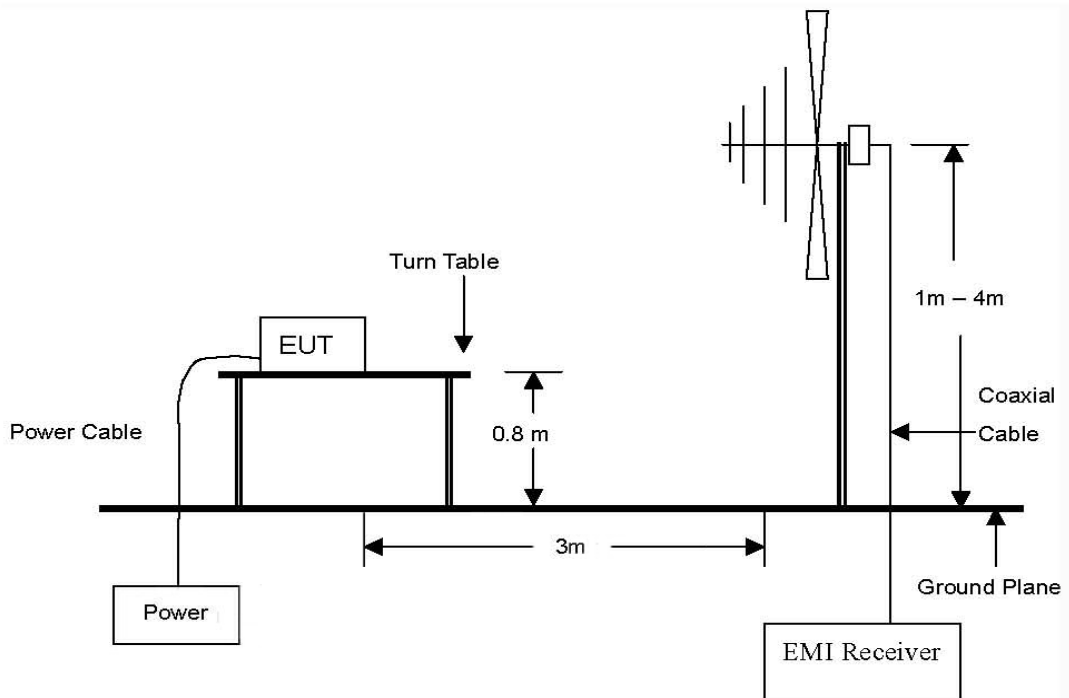 Turn Table
1m – 4m
EUT
Coaxial
Cable
Power Cable
0.8 m
3m
Ground Plane
Power
EMI Receiver